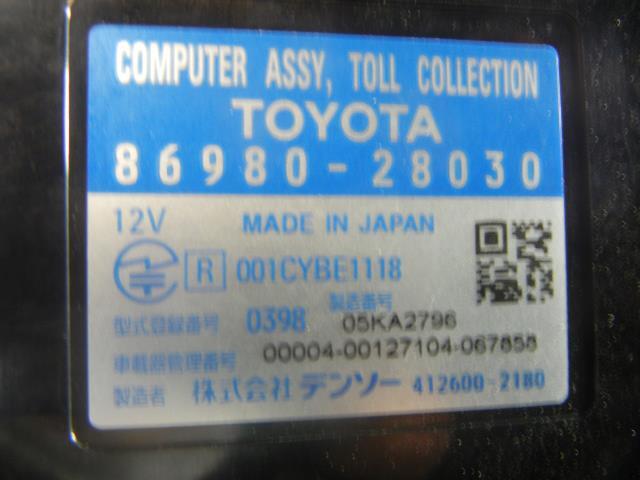 COMPUTER ASSY, TOLL COLLECTION
TOYOTA
86980-28030
12V MADE IN JAPAN
R 001CYBE1118
製造番号
型式登録番号 0398 05KA2796
車載器管理番号 00004-00127104-067858
製造者 株式会社 デンソー 412600-2180